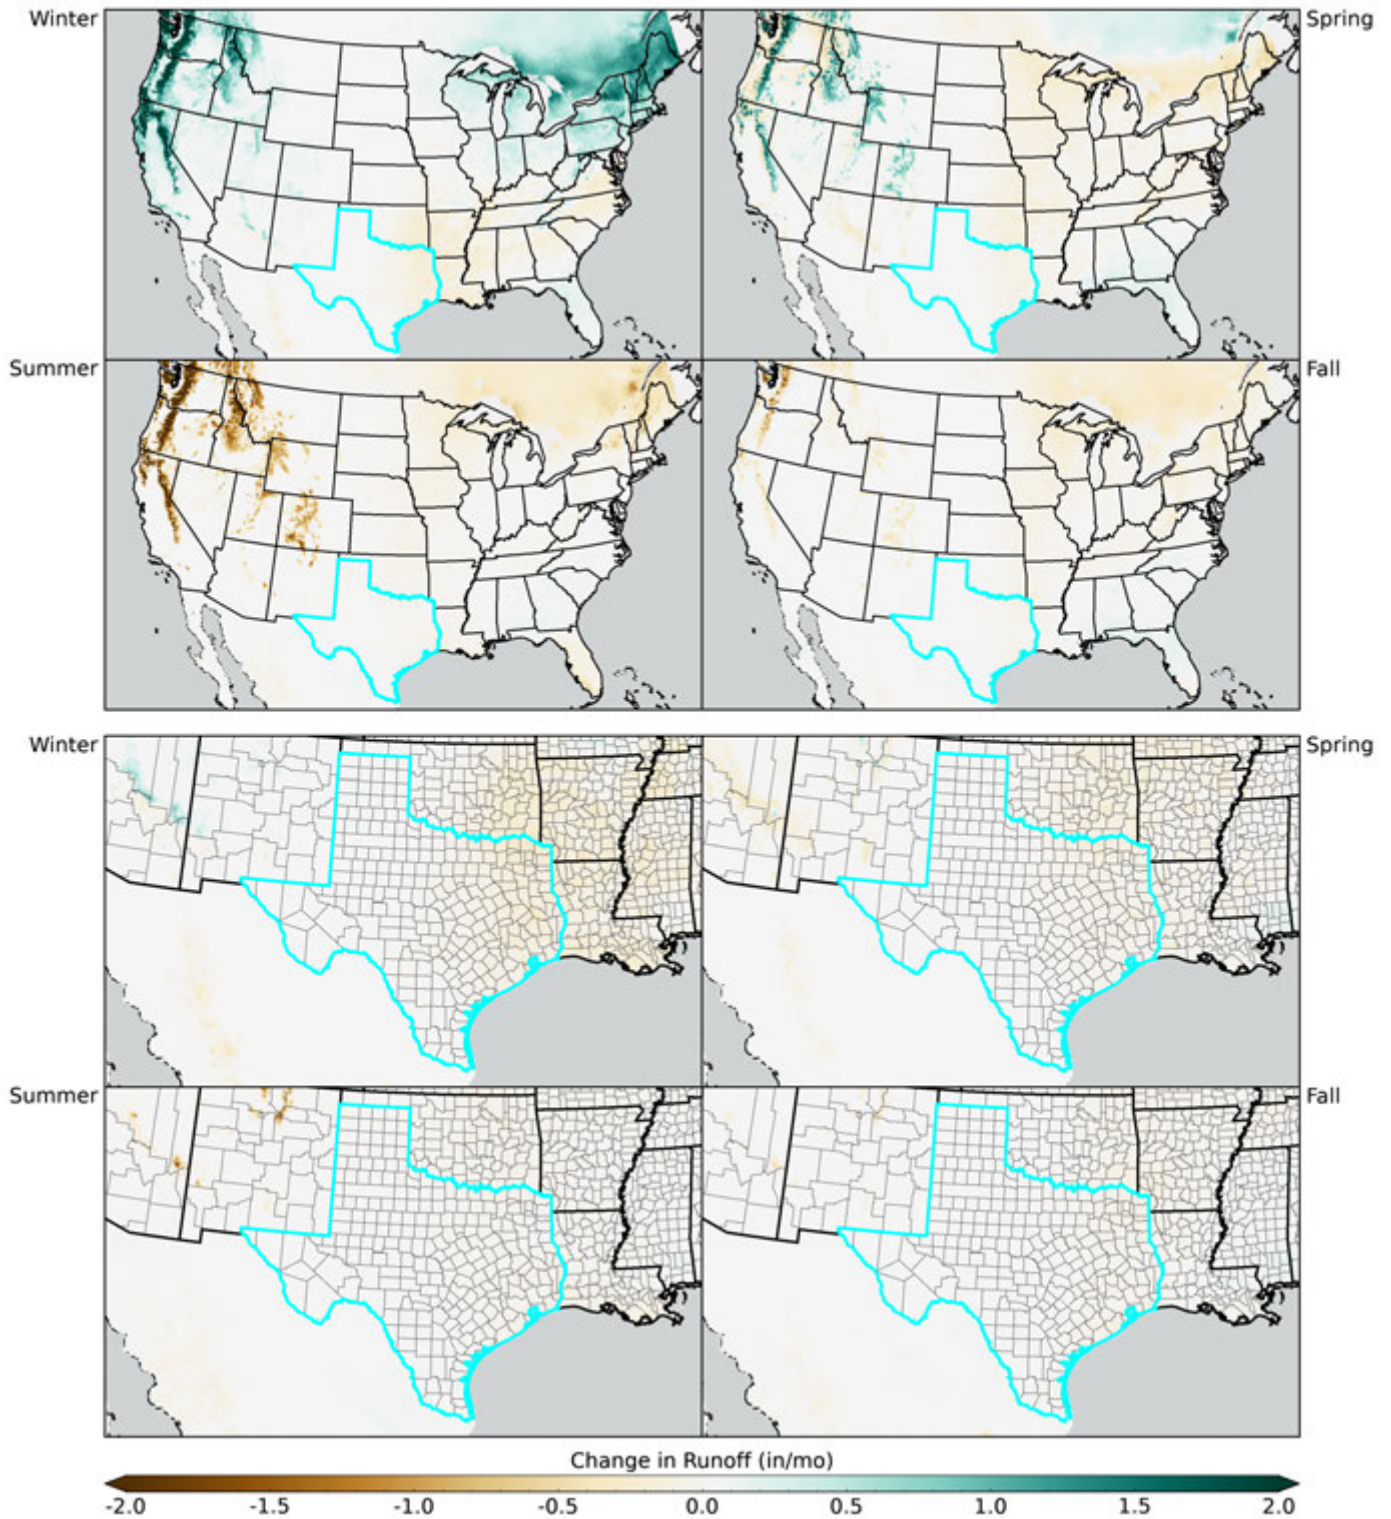 Winter
Spring
Summer
Fall
Winter
Spring
Summer
Fall
Change in Runoff (in/mo)
-2.0 -1.5 -1.0 -0.5 0.0 0.5 1.0 1.5 2.0